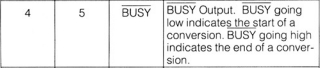 4 5 BUSY BUSY Output. BUSY going
low indicates the start of a
conversion. BUSY going high
indicates the end of a conver-
sion.